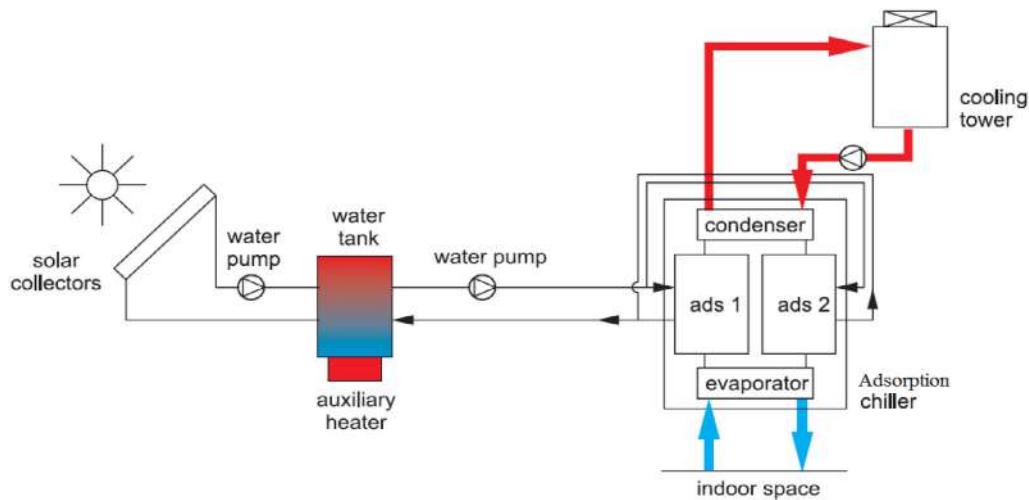 cooling
tower
condenser
water
tank
water
pump
water pump
solar
collectors
ads 1
ads 2
evaporator
Adsorption
chiller
auxiliary
heater
indoor space